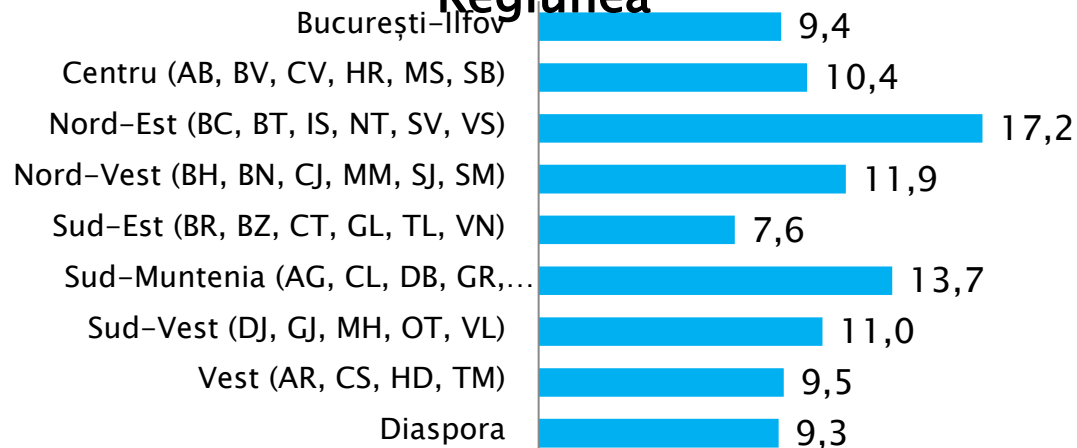 Regiunea
București-Ilfov 9,4
Centru (AB, BV, CV, HR, MS, SB) 10,4
Nord-Est (BC, BT, IS, NT, SV, VS) 17,2
Nord-Vest (BH, BN, CJ, MM, SJ, SM) 11,9
Sud-Est (BR, BZ, CT, GL, TL, VN) 7,6
Sud-Muntenia (AG, CL, DB, GR,… 13,7
Sud-Vest (DJ, GJ, MH, OT, VL) 11,0
Vest (AR, CS, HD, TM) 9,5
Diaspora 9,3